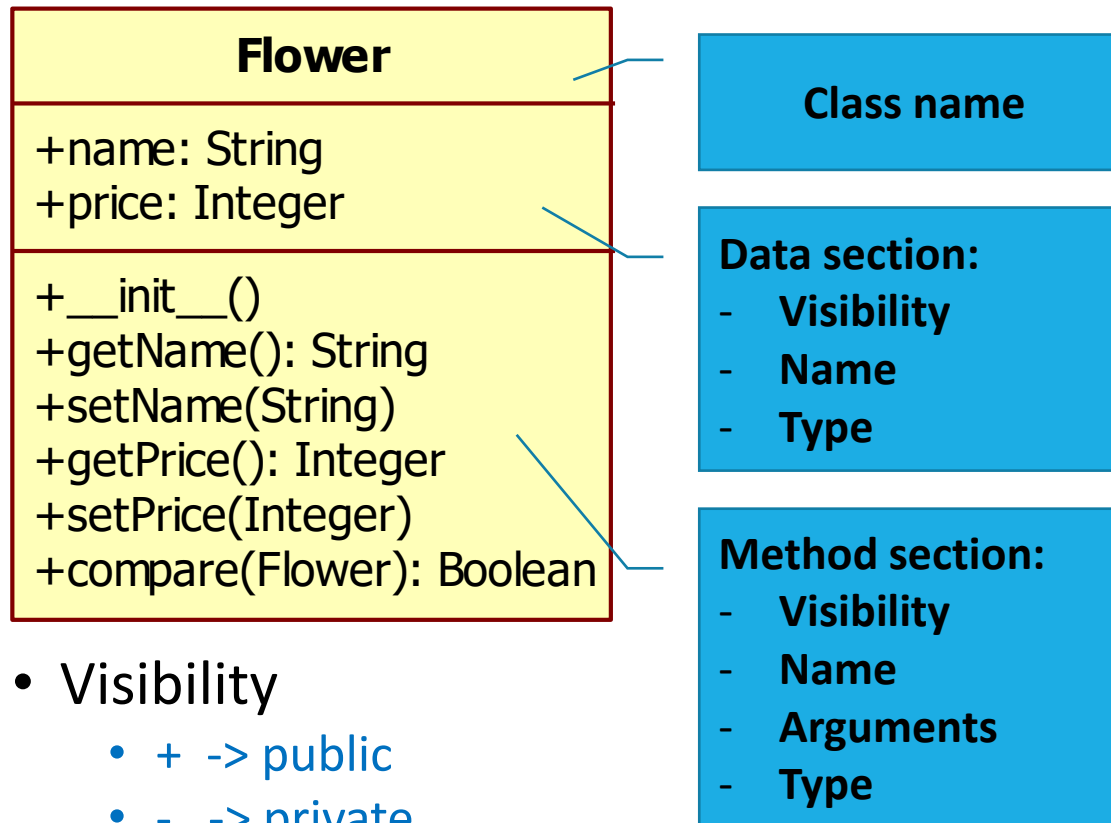 Flower
+name: String
+price: Integer
+__init__()
+getName(): String
+setName(String)
+getPrice(): Integer
+setPrice(Integer)
+compare(Flower): Boolean
• Visibility
• + -> public
• - -> private
Class name
Data section:
- Visibility
- Name
- Type
Method section:
- Visibility
- Name
- Arguments
- Type